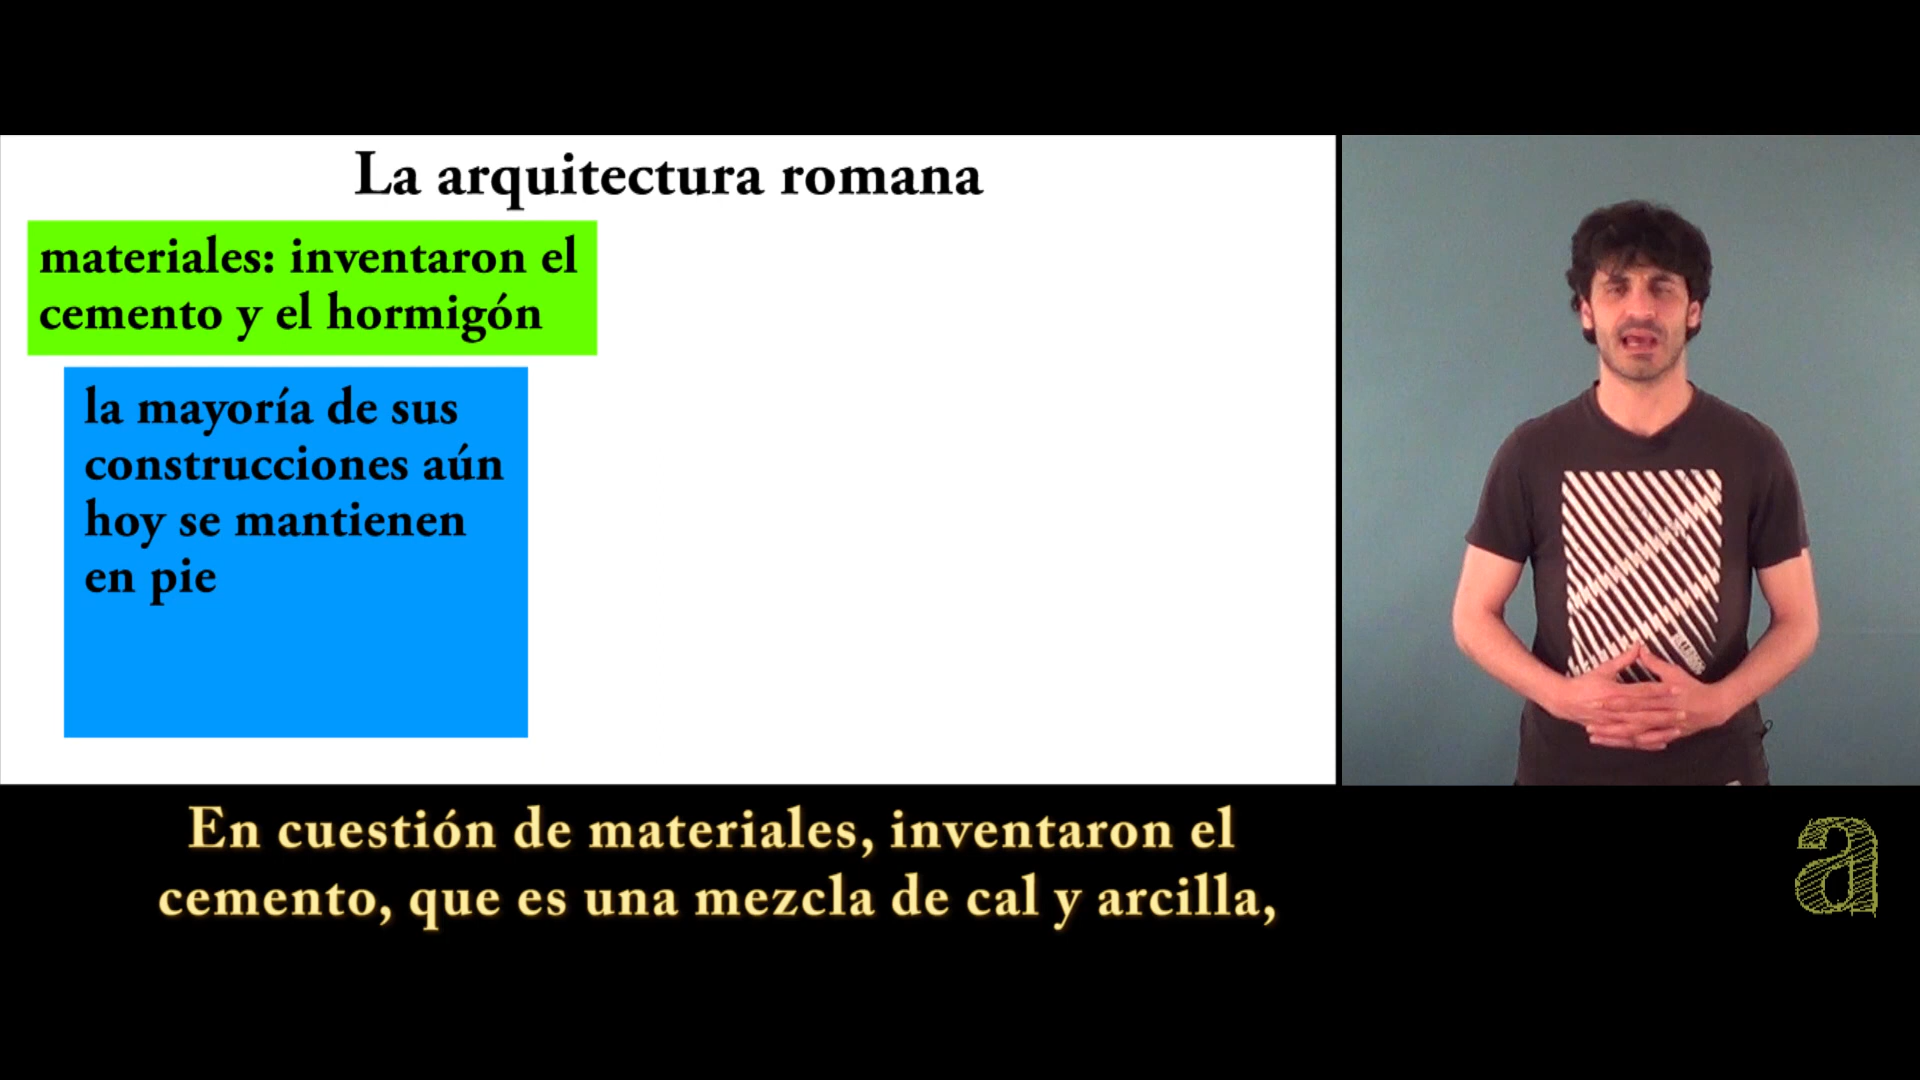 La arquitectura romana
materiales: inventaron el
cemento y el hormigón
la mayoría de sus
construcciones aún
hoy se mantienen
en pie
En cuestión de materiales, inventaron el
cemento, que es una mezcla de cal y arcilla,
a